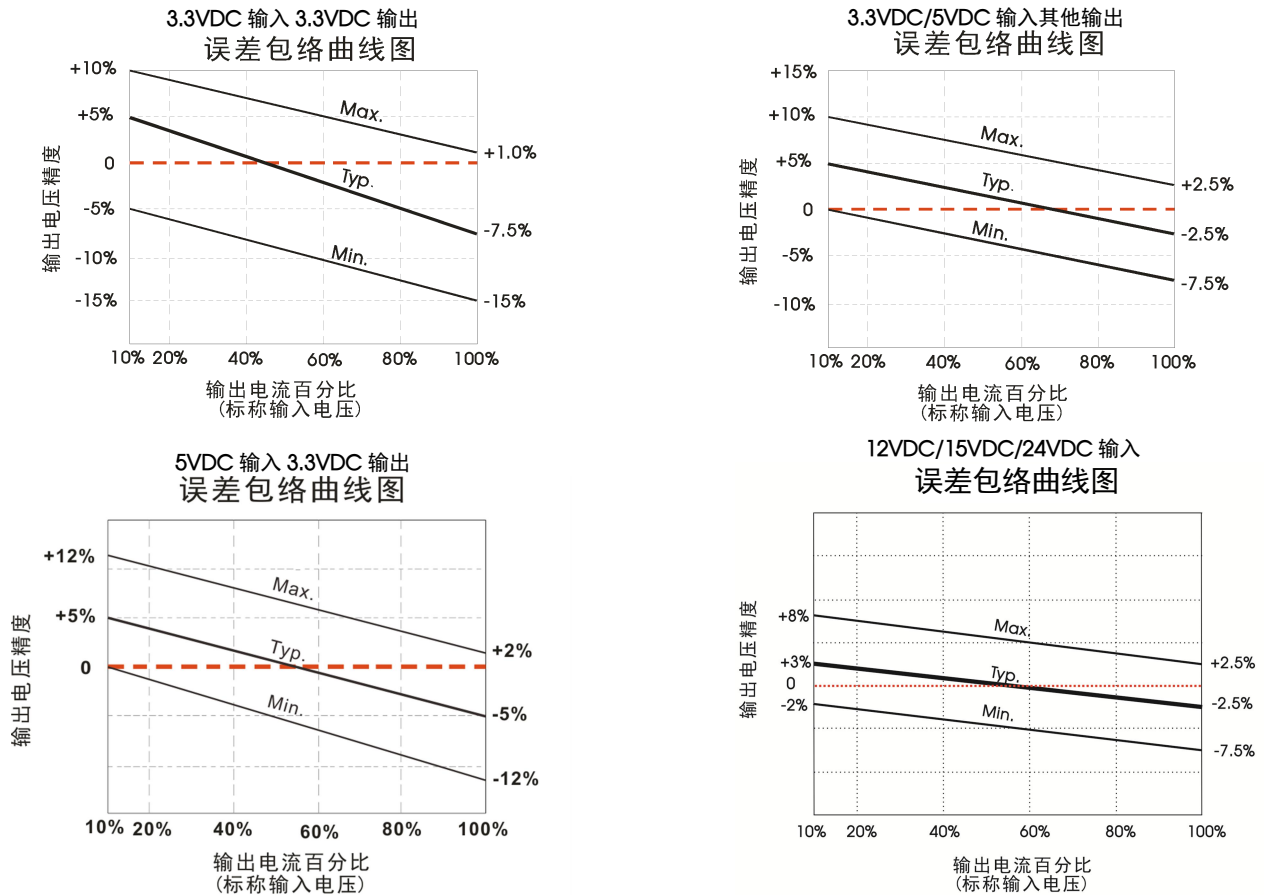 3.3VDC 输入 3.3VDC 输出
误差包络曲线图
+10%
+5%
0
-5%
-10%
-15%
输出电压精度
Max.
Typ.
Min.
+1.0%
-7.5%
-15%
10% 20% 40% 60% 80% 100%
输出电流百分比
(标称输入电压)
3.3VDC/5VDC 输入其他输出
误差包络曲线图
+15%
+10%
+5%
0
-5%
-10%
输出电压精度
Max.
Typ.
Min.
+2.5%
-2.5%
-7.5%
10% 20% 40% 60% 80% 100%
输出电流百分比
(标称输入电压)
5VDC 输入 3.3VDC 输出
误差包络曲线图
+12%
+5%
0
输出电压精度
Max.
Typ.
Min.
+2%
-5%
-12%
10% 20% 40% 60% 80% 100%
输出电流百分比
(标称输入电压)
12VDC/15VDC/24VDC 输入
误差包络曲线图
+8%
+3%
0
-2%
输出电压精度
Max.
Typ.
Min.
+2.5%
-2.5%
-7.5%
10% 20% 40% 60% 80% 100%
输出电流百分比
(标称输入电压)